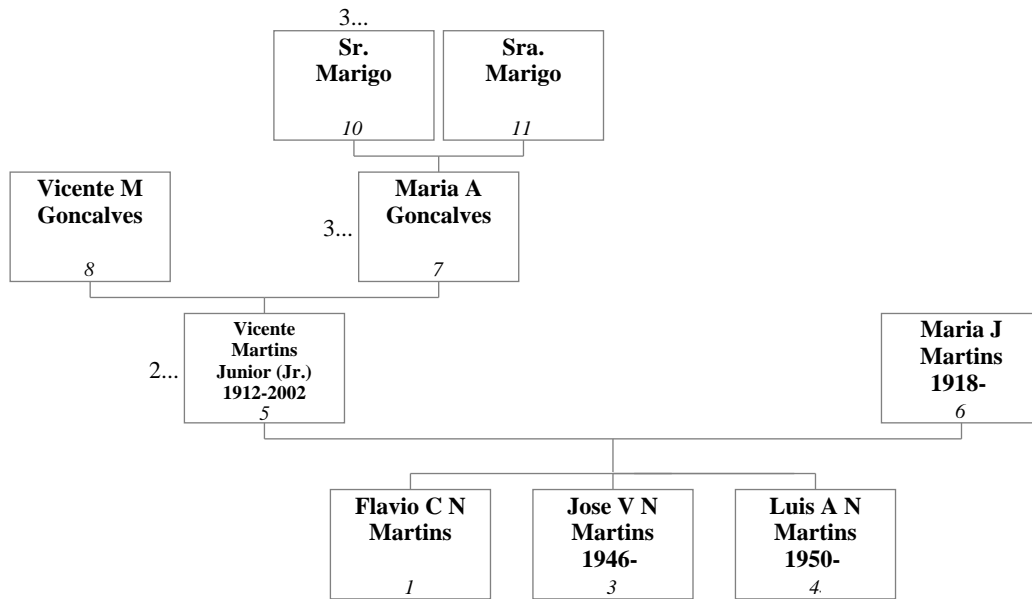 3...
Sr.
Marigo
10
Sra.
Marigo
11
Vicente M
Goncalves
8
3...
Maria A
Goncalves
7
2...
Vicente
Martins
Junior (Jr.)
1912-2002
5
Maria J
Martins
1918-
6
Flavio C N
Martins
1
Jose V N
Martins
1946-
3
Luis A N
Martins
1950-
4